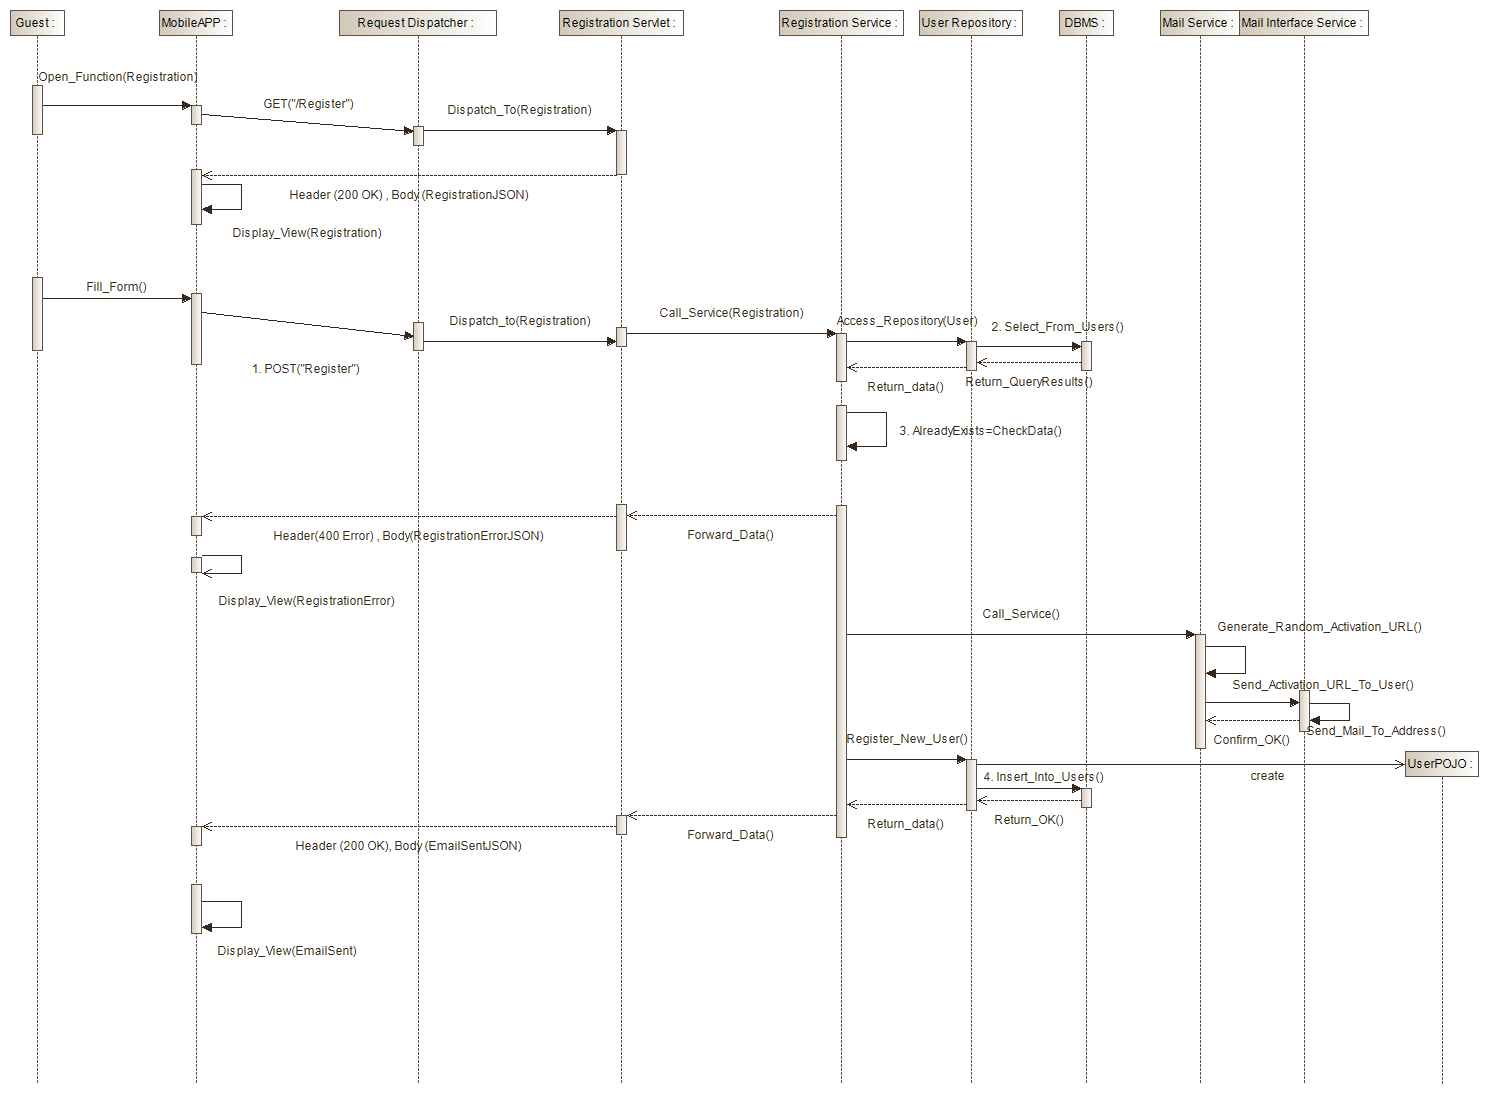 Guest :
MobileAPP :
Request Dispatcher :
Registration Servlet :
Registration Service :
User Repository :
DBMS :
Mail Service :
Mail Interface Service :
Open_Function(Registration)
GET("/Register")
Dispatch_To(Registration)
Header (200 OK) , Body (RegistrationJSON)
Display_View(Registration)
Fill_Form()
1. POST("Register")
Dispatch_to(Registration)
Call_Service(Registration)
Access_Repository(User)
2. Select_From_Users()
Return_QueryResults()
Return_data()
3. AlreadyExists=CheckData()
Forward_Data()
Header(400 Error) , Body(RegistrationErrorJSON)
Display_View(RegistrationError)
Call_Service()
Generate_Random_Activation_URL()
Send_Activation_URL_To_User()
Send_Mail_To_Address()
Confirm_OK()
Register_New_User()
UserPOJO :
create
4. Insert_Into_Users()
Return_OK()
Return_data()
Forward_Data()
Header (200 OK), Body (EmailSentJSON)
Display_View(EmailSent)